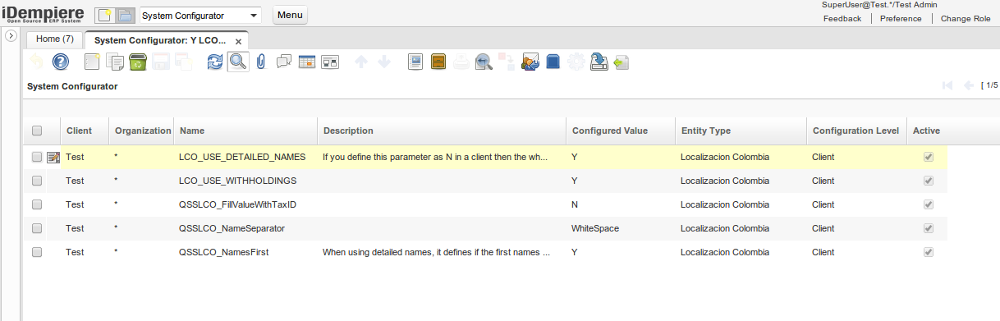 iDempiere
Open Source ERP System
System Configurator
Menu
SuperUser@Test.*/Test Admin
Feedback Preference Change Role
Home (7) System Configurator: Y LCO... ×
System Configurator [ 1/5
Client Organization Name Description Configured Value Entity Type Configuration Level Active
Test * LCO_USE_DETAILED_NAMES If you define this parameter as N in a client then the wh... Y Localizacion Colombia Client
Test * LCO_USE_WITHHOLDINGS Y Localizacion Colombia Client
Test * QSSLCO_FillValueWithTaxID N Localizacion Colombia Client
Test * QSSLCO_NameSeparator WhiteSpace Localizacion Colombia Client
Test * QSSLCO_NamesFirst When using detailed names, it defines if the first names ... Y Localizacion Colombia Client